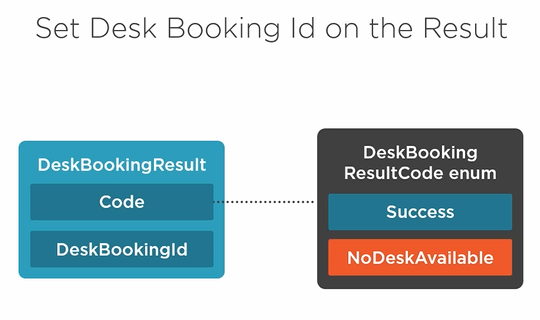 Set Desk Booking Id on the Result
DeskBookingResult
Code
DeskBookingId
DeskBooking
ResultCode enum
Success
NoDeskAvailable